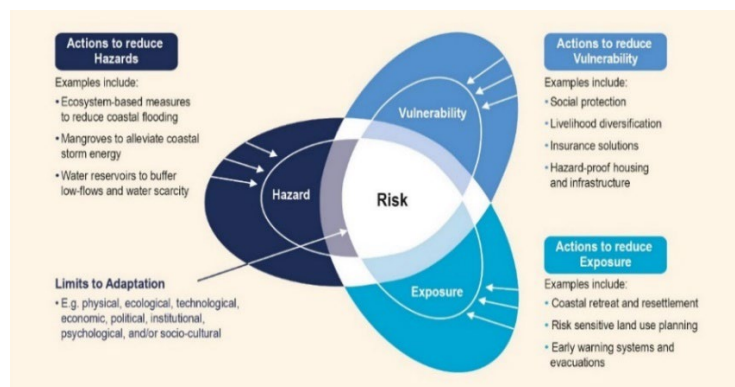 Actions to reduce
Hazards
Examples include:
• Ecosystem-based measures
to reduce coastal flooding
• Mangroves to alleviate coastal
storm energy
• Water reservoirs to buffer
low-flows and water scarcity
Limits to Adaptation
• E.g. physical, ecological, technological,
economic, political, institutional,
psychological, and/or socio-cultural
Hazard
Vulnerability
Risk
Exposure
Actions to reduce
Vulnerability
Examples include:
• Social protection
• Livelihood diversification
• Insurance solutions
• Hazard-proof housing
and infrastructure
Actions to reduce
Exposure
Examples include:
• Coastal retreat and resettlement
• Risk sensitive land use planning
• Early warning systems and
evacuations